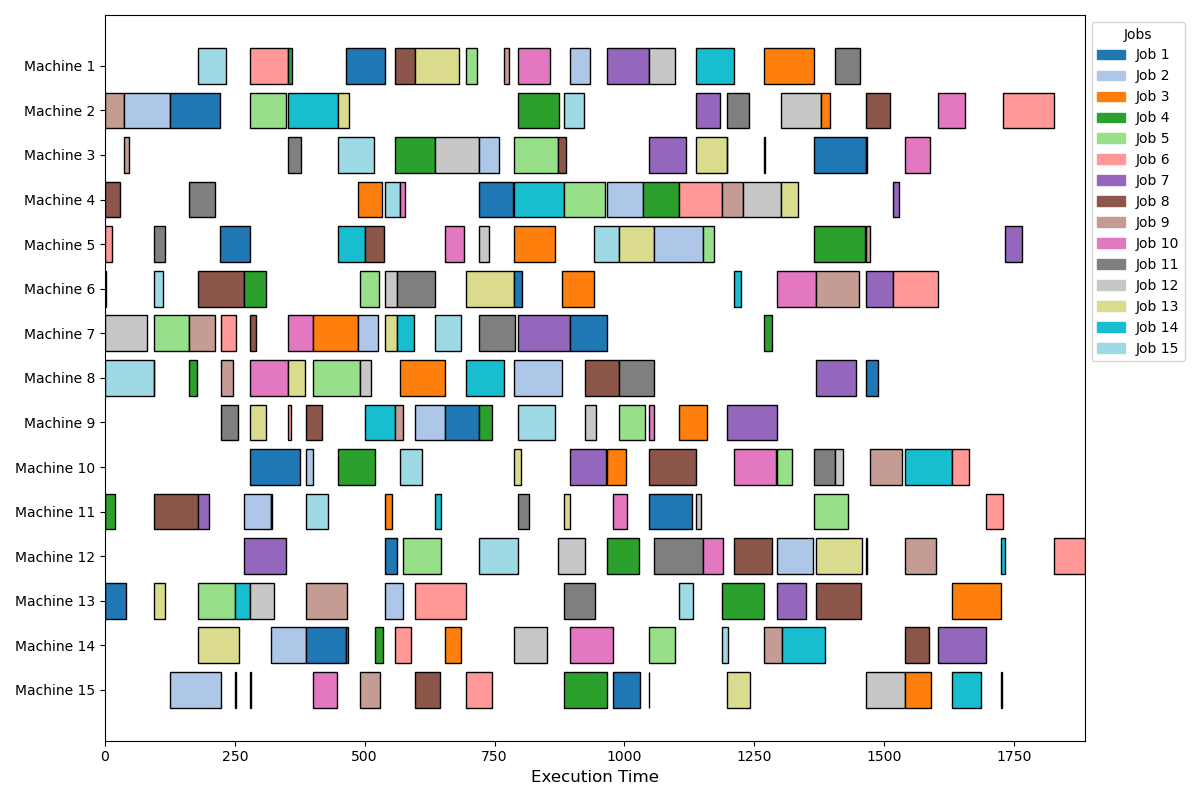 Machine 1
Machine 2
Machine 3
Machine 4
Machine 5
Machine 6
Machine 7
Machine 8
Machine 9
Machine 10
Machine 11
Machine 12
Machine 13
Machine 14
Machine 15
0 250 500 750 1000 1250 1500 1750
Execution Time
Jobs
Job 1
Job 2
Job 3
Job 4
Job 5
Job 6
Job 7
Job 8
Job 9
Job 10
Job 11
Job 12
Job 13
Job 14
Job 15